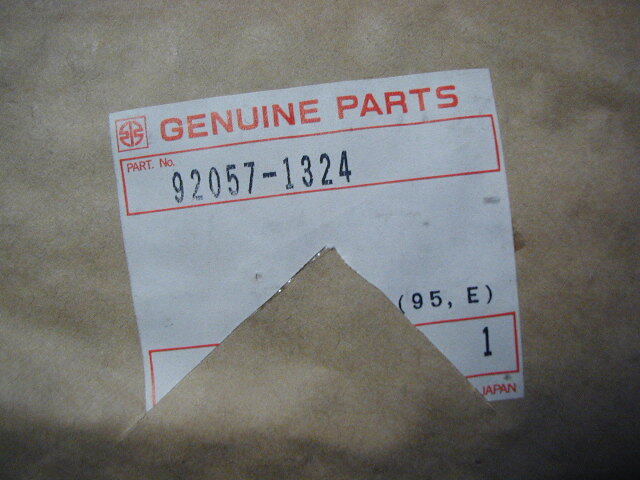 GENUINE PARTS
PART. No.
92057-1324
(95, E)
1
JAPAN